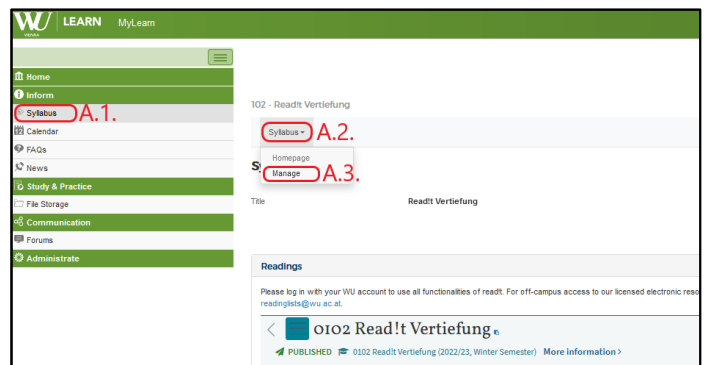 WU LEARN MyLearn
VIENNA
Home
Inform
Syllabus A.1.
Calendar
FAQs
News
Study & Practice
File Storage
Communication
Forums
Administrate
102 - Read!t Vertiefung
Syllabus A.2.
Homepage
Manage A.3.
Title Read!t Vertiefung
Readings
Please log in with your WU account to use all functionalities of readIt. For off-campus access to our licensed electronic
readinglists@wu.ac.at.
0102 Read!t Vertiefung
PUBLISHED 0102 Read!t Vertiefung (2022/23, Winter Semester) More information >